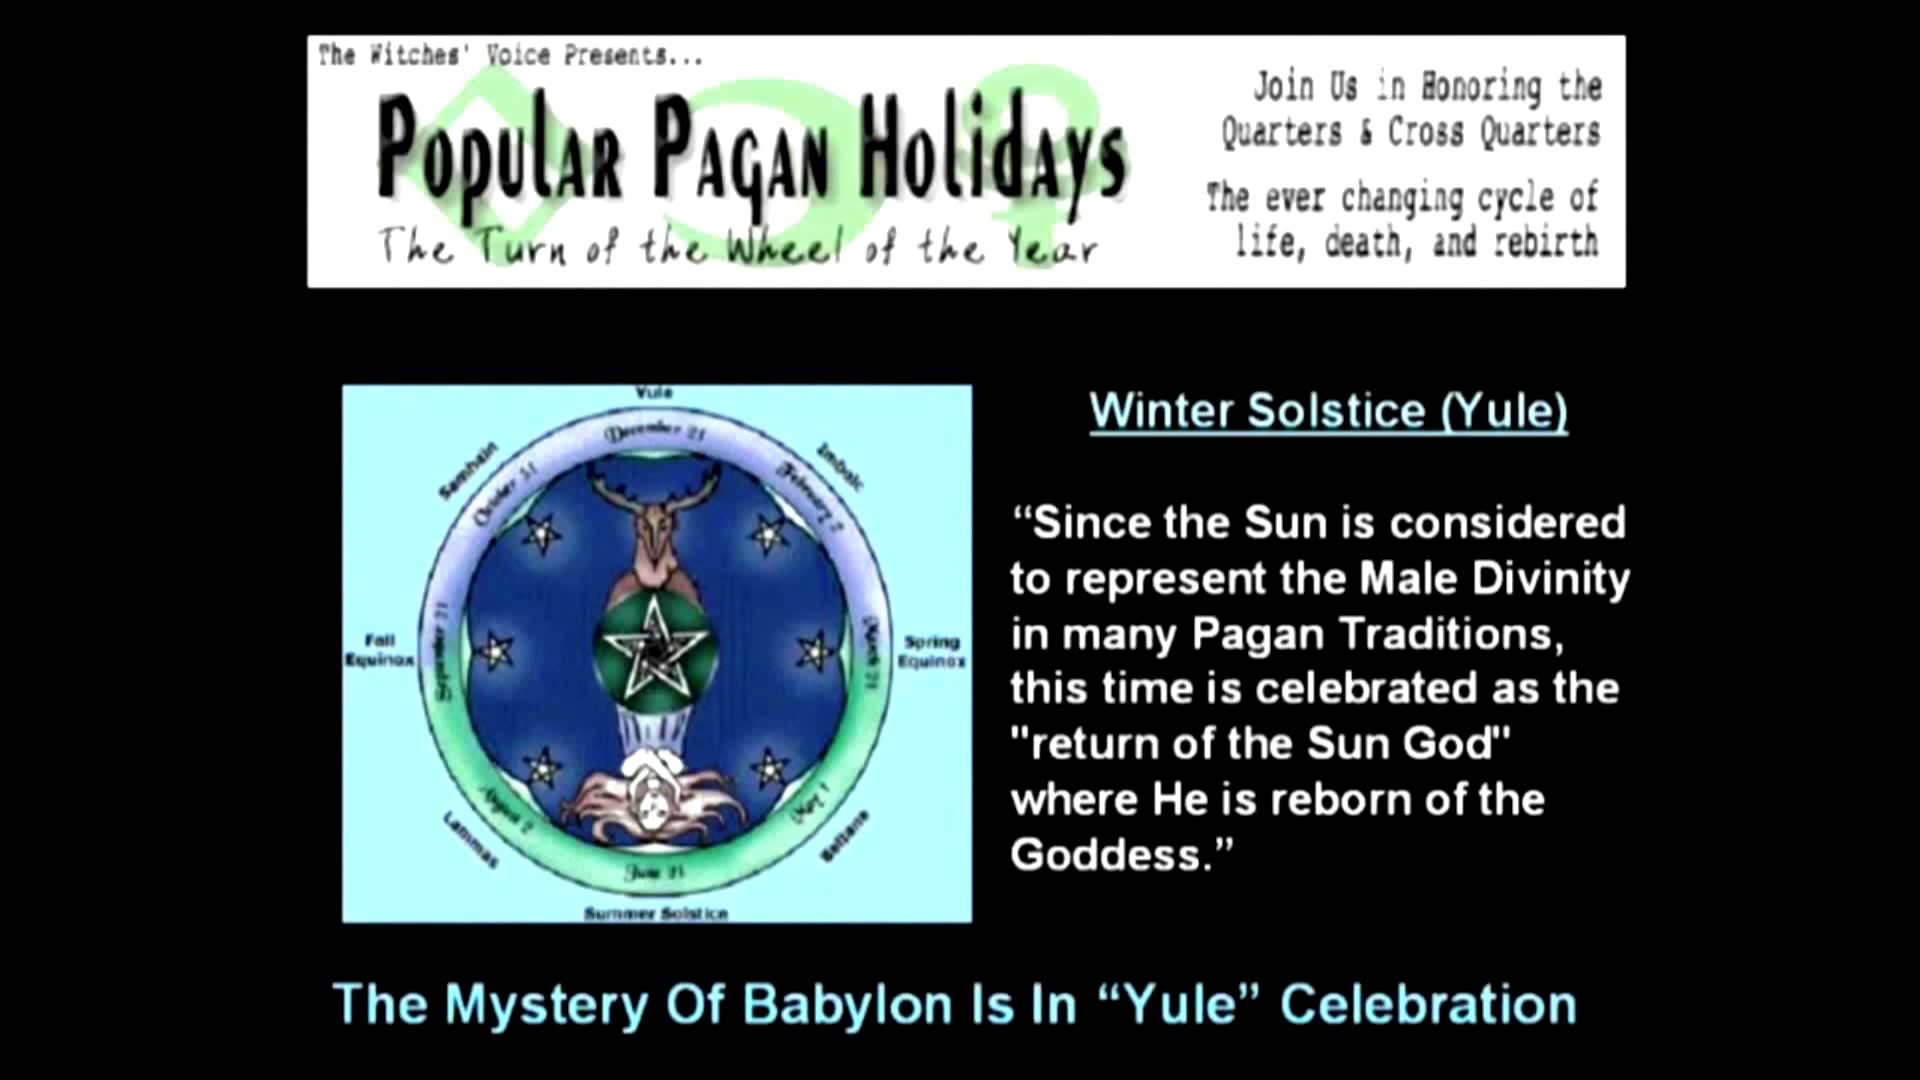 The Witches' Voice Presents...
Popular Pagan Holidays
The Turn of the Wheel of the Year
Join Us in Honoring the
Quarters & Cross Quarters
The ever changing cycle of
life, death, and rebirth
Yule
December 21
Imbolc
February 2
Spring
Equinox
March 21
Beltane
May 1
Summer Solstice
June 21
Lammas
August 2
Fall
Equinox
September 21
Samhain
October 31
Winter Solstice (Yule)
“Since the Sun is considered
to represent the Male Divinity
in many Pagan Traditions,
this time is celebrated as the
"return of the Sun God"
where He is reborn of the
Goddess.”
The Mystery Of Babylon Is In “Yule” Celebration